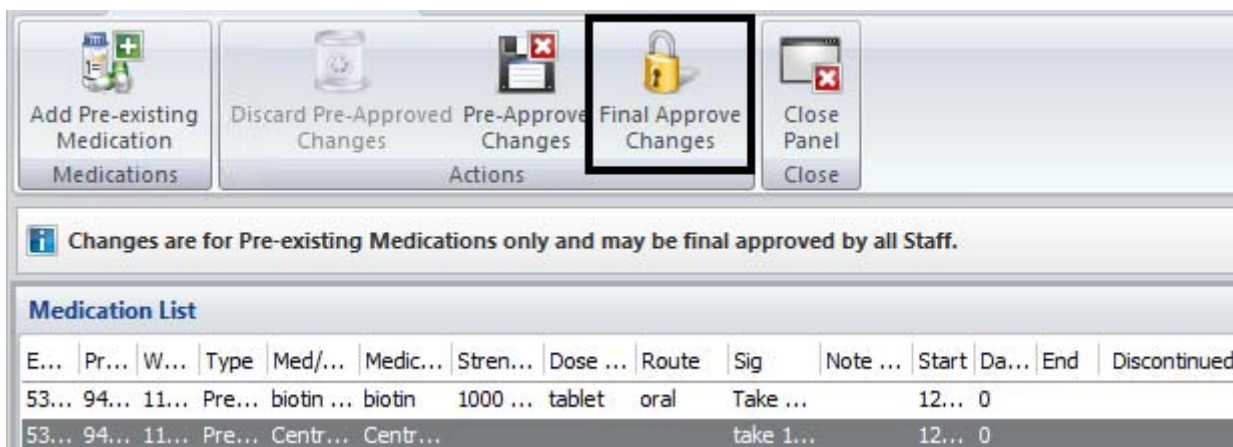 Add Pre-existing Medication
Discard Pre-Approved Changes
Pre-Approve Changes
Final Approve Changes
Close Panel
Medications
Actions
Close
Changes are for Pre-existing Medications only and may be final approved by all Staff.
Medication List
E... Pr... W... Type Med/... Medic... Stren... Dose ... Route Sig Note ... Start Da... End Discontinued
53... 94... 11... Pre... biotin ... biotin 1000 ... tablet oral Take ... 12... 0
53... 94... 11... Pre... Centr... Centr... take 1... 12... 0